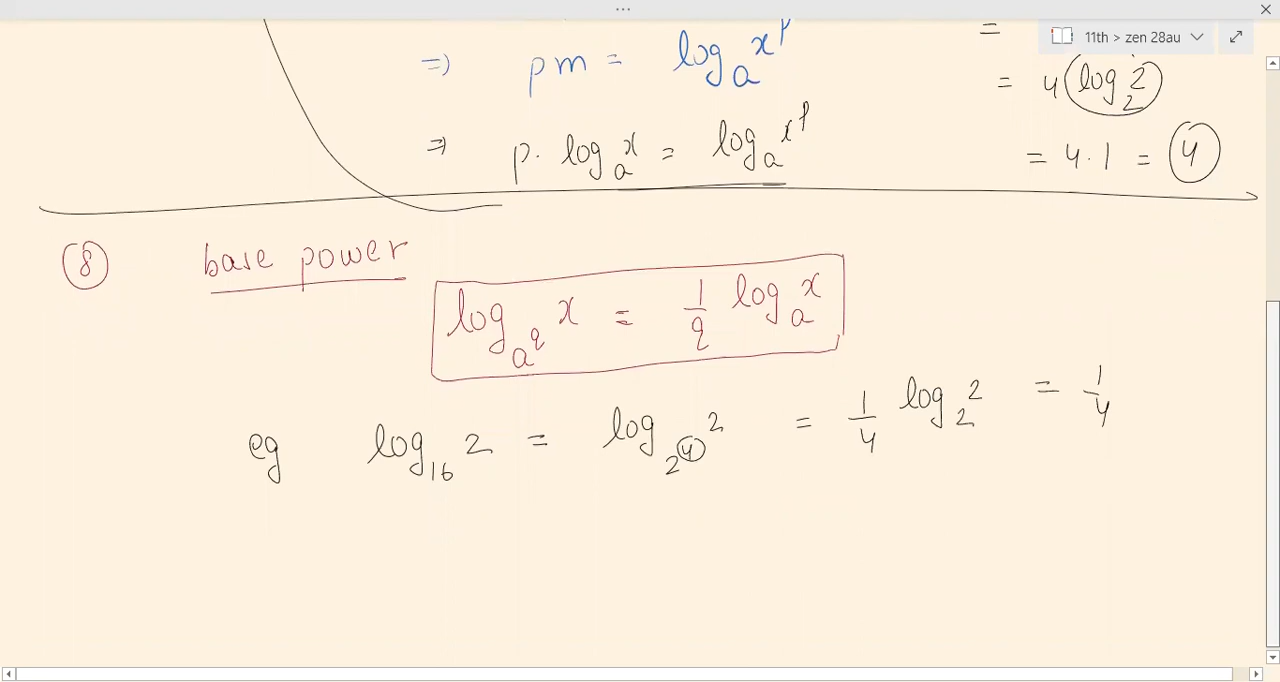 11th > zen 28au
⇒ pm = log_a x^p
=
= 4 (log_2 2)
⇒ p. log_a x = log_a x^p
= 4.1 = 4
⑧ base power
log_{a^q} x = 1/q log_a x
eg log_16 2 = log_{2^4} 2 = 1/4 log_2 2 = 1/4